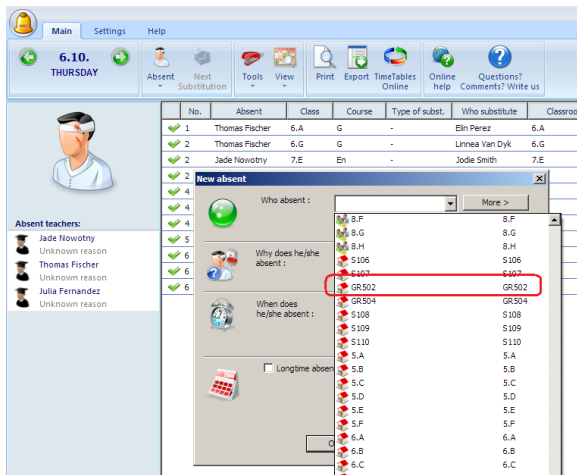 ASC
Main Settings Help
6.10.
THURSDAY
Absent
Next Substitution
Tools
View
Print
Export
TimeTables Online
Online help
Questions? Comments? Write us
No. Absent Class Course Type of subst. Who substitute Classroo
1 Thomas Fischer 6.A G - Elin Perez 6.A
2 Thomas Fischer 6.G G - Linnea Van Dyk 6.G
2 Jade Nowotny 7.E En - Jodie Smith 7.E
2
4
4
4
5
6
6
6
Absent teachers:
Jade Nowotny
Unknown reason
Thomas Fischer
Unknown reason
Julia Fernandez
Unknown reason
New absent
Who absent :
More >
Why does he/she
absent :
When does
he/she absent :
Longtime absen
O
8.F 8.F
8.G 8.G
8.H 8.H
S106 S106
S107 S107
GR502 GR502
GR504 GR504
S108 S108
S109 S109
S110 S110
5.A 5.A
5.B 5.B
5.C 5.C
5.D 5.D
5.E 5.E
5.F 5.F
6.A 6.A
6.B 6.B
6.C 6.C